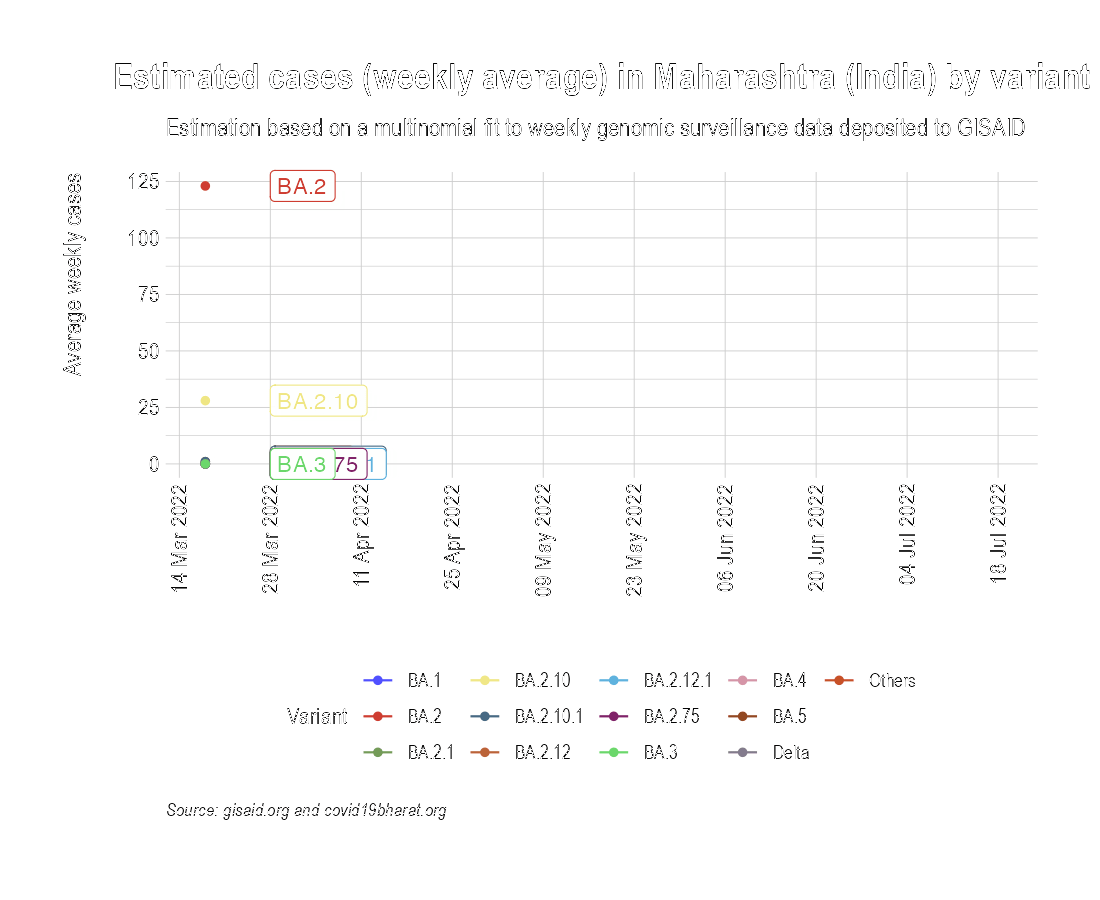 Estimated cases (weekly average) in Maharashtra (India) by variant
Estimation based on a multinomial fit to weekly genomic surveillance data deposited to GISAID
Average weekly cases
125
100
75
50
25
0
BA.2
BA.2.10
BA.3 75 1
14 Mar 2022
28 Mar 2022
11 Apr 2022
25 Apr 2022
09 May 2022
23 May 2022
06 Jun 2022
20 Jun 2022
04 Jul 2022
18 Jul 2022
Variant
BA.1 BA.2.10 BA.2.12.1 BA.4 Others
BA.2 BA.2.10.1 BA.2.75 BA.5
BA.2.1 BA.2.12 BA.3 Delta
Source: gisaid.org and covid19bharat.org